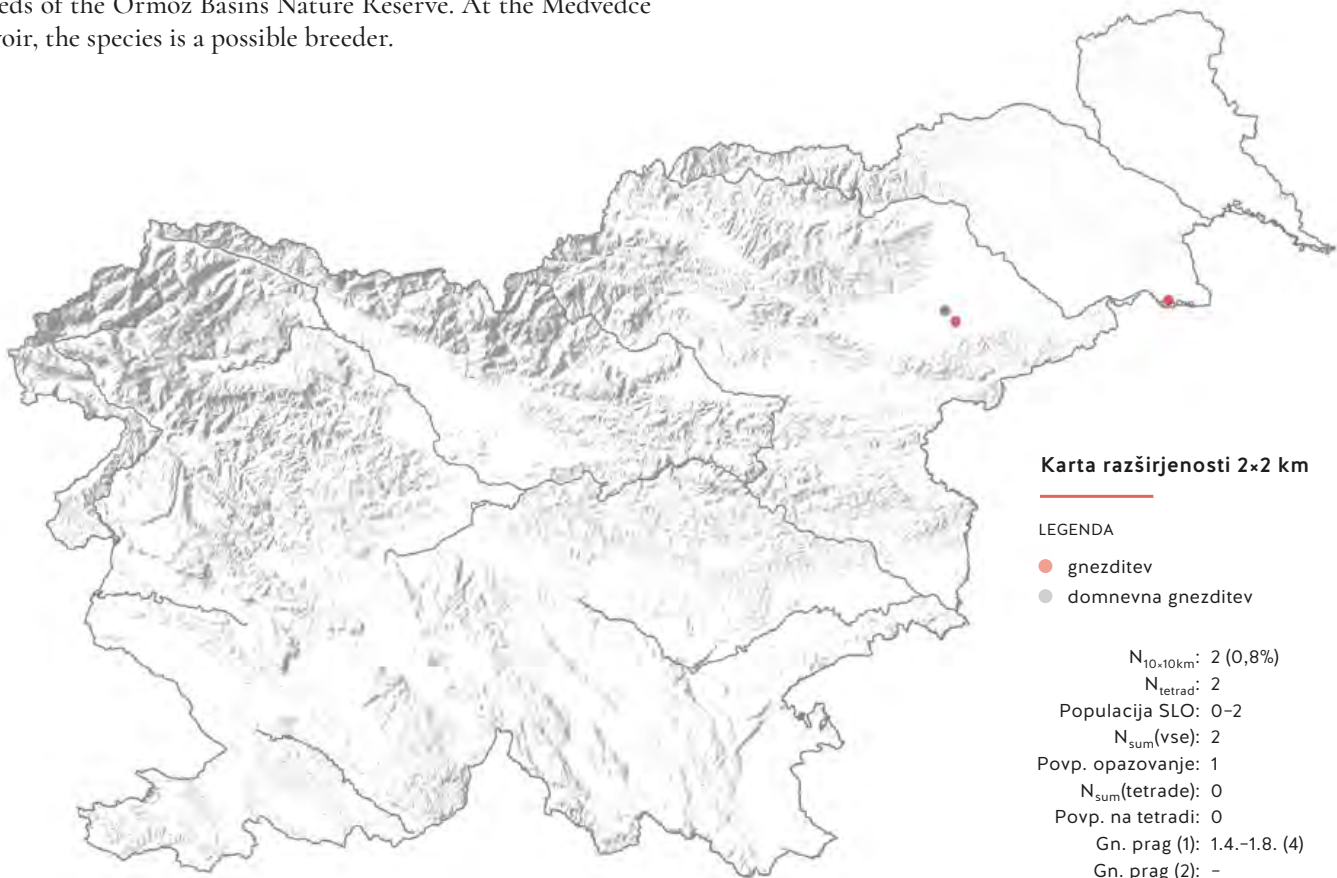 eeds of the Ormož Basins Nature Reserve. At the Medvedce
voir, the species is a possible breeder.
Karta razširjenosti 2×2 km
LEGENDA
gnezditev
domnevna gnezditev
N10×10km: 2 (0,8%)
Ntetrad: 2
Populacija SLO: 0–2
Nsum(vse): 2
Povp. opazovanje: 1
Nsum(tetrade): 0
Povp. na tetradi: 0
Gn. prag (1): 1.4.–1.8. (4)
Gn. prag (2): –